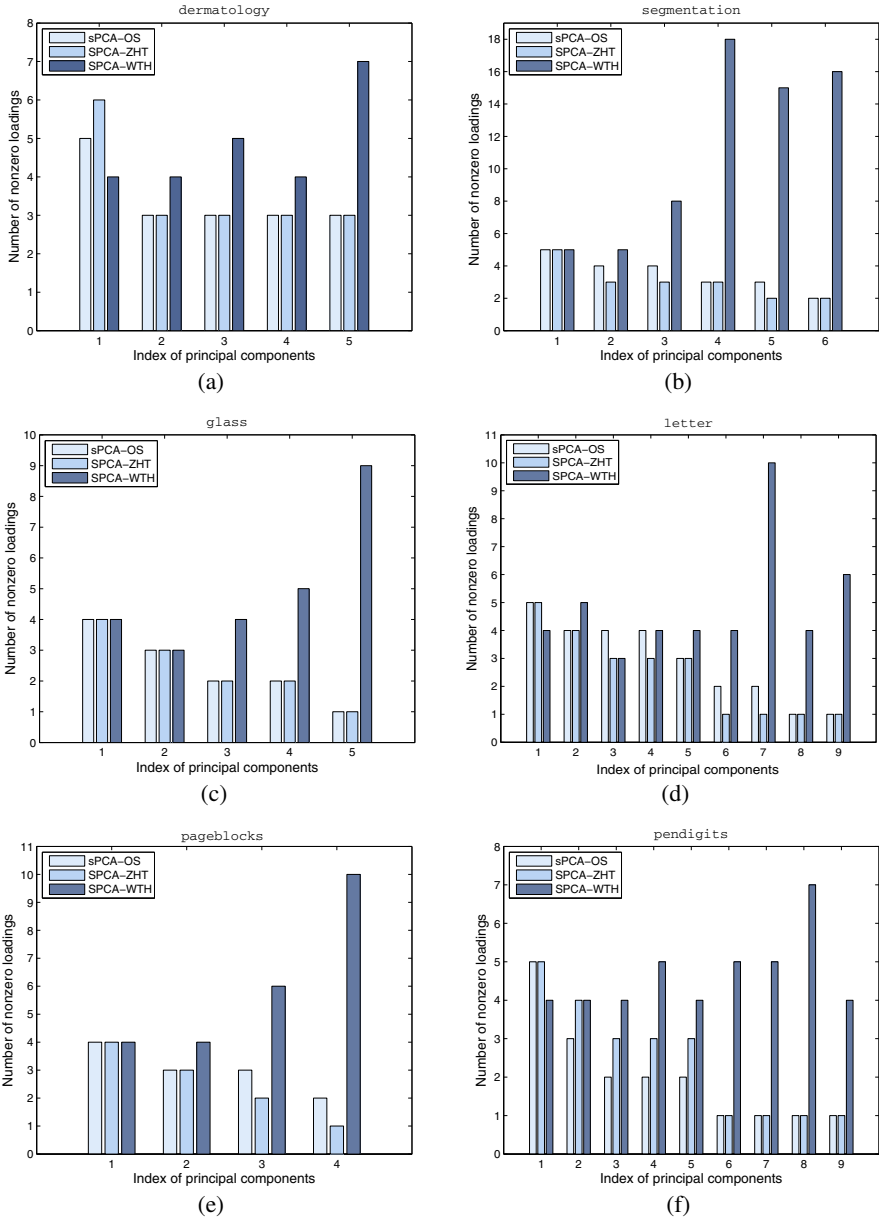 dermatology
8
7
6
5
4
3
2
1
0
Number of nonzero loadings
sPCA-OS
SPCA-ZHT
SPCA-WTH
1 2 3 4 5
Index of principal components
(a)
segmentation
18
16
14
12
10
8
6
4
2
0
Number of nonzero loadings
sPCA-OS
SPCA-ZHT
SPCA-WTH
1 2 3 4 5 6
Index of principal components
(b)
glass
10
9
8
7
6
5
4
3
2
1
0
Number of nonzero loadings
sPCA-OS
SPCA-ZHT
SPCA-WTH
1 2 3 4 5
Index of principal components
(c)
letter
11
10
9
8
7
6
5
4
3
2
1
0
Number of nonzero loadings
sPCA-OS
SPCA-ZHT
SPCA-WTH
1 2 3 4 5 6 7 8 9
Index of principal components
(d)
pageblocks
11
10
9
8
7
6
5
4
3
2
1
0
Number of nonzero loadings
sPCA-OS
SPCA-ZHT
SPCA-WTH
1 2 3 4
Index of principal components
(e)
pendigits
8
7
6
5
4
3
2
1
0
Number of nonzero loadings
sPCA-OS
SPCA-ZHT
SPCA-WTH
1 2 3 4 5 6 7 8 9
Index of principal components
(f)